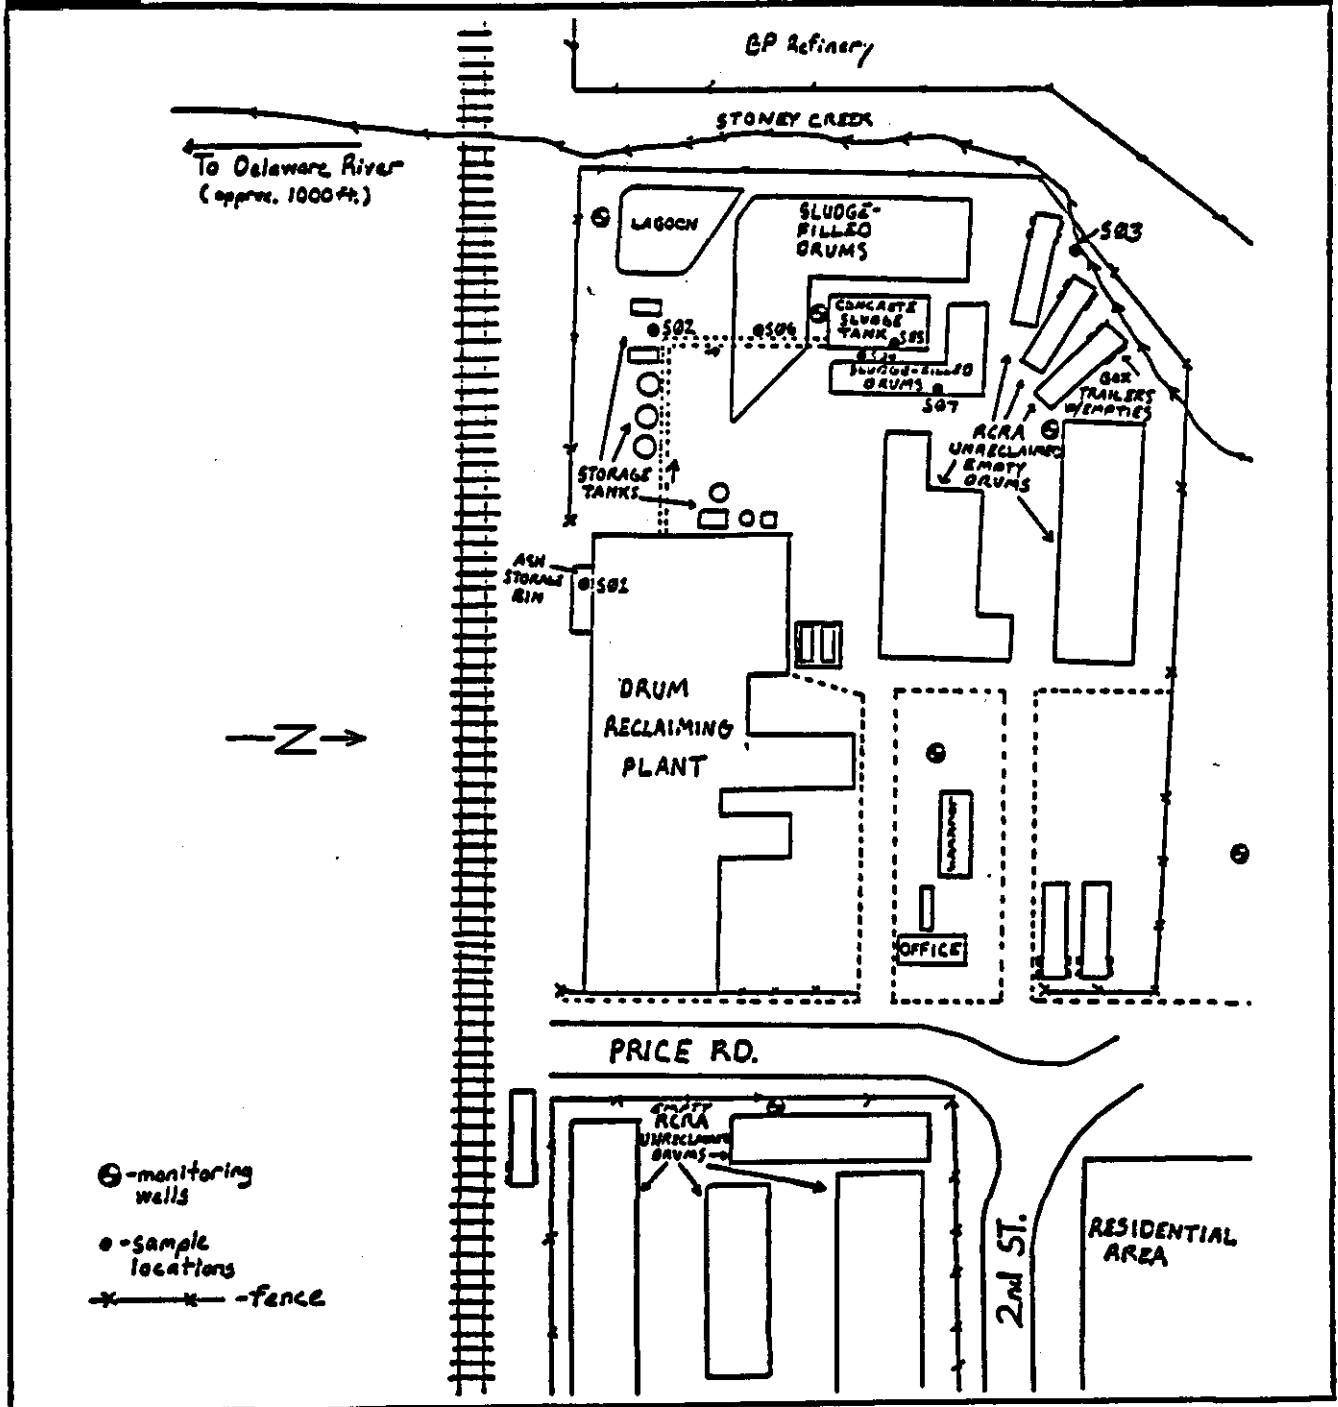 BP Refinery
STONEY CREEK
To Delaware River
(approx. 1000 ft.)
LAGOON
SLUDGE-
FILLED
DRUMS
S03
CONCRETE
SLUDGE
TANK
S05
S02
S06
SLUDGE-FILLED
DRUMS
S07
BOX
TRAILERS
W/EMPTIES
RCRA
UNRECLAIMED
EMPTY
DRUMS
STORAGE
TANKS
ASH
STORAGE
BIN
S01
DRUM
RECLAIMING
PLANT
N
OFFICE
PRICE RD.
EMPTY
RCRA
UNRECLAIMED
DRUMS
-monitoring
wells
-sample
locations
-fence
2nd ST.
RESIDENTIAL
AREA